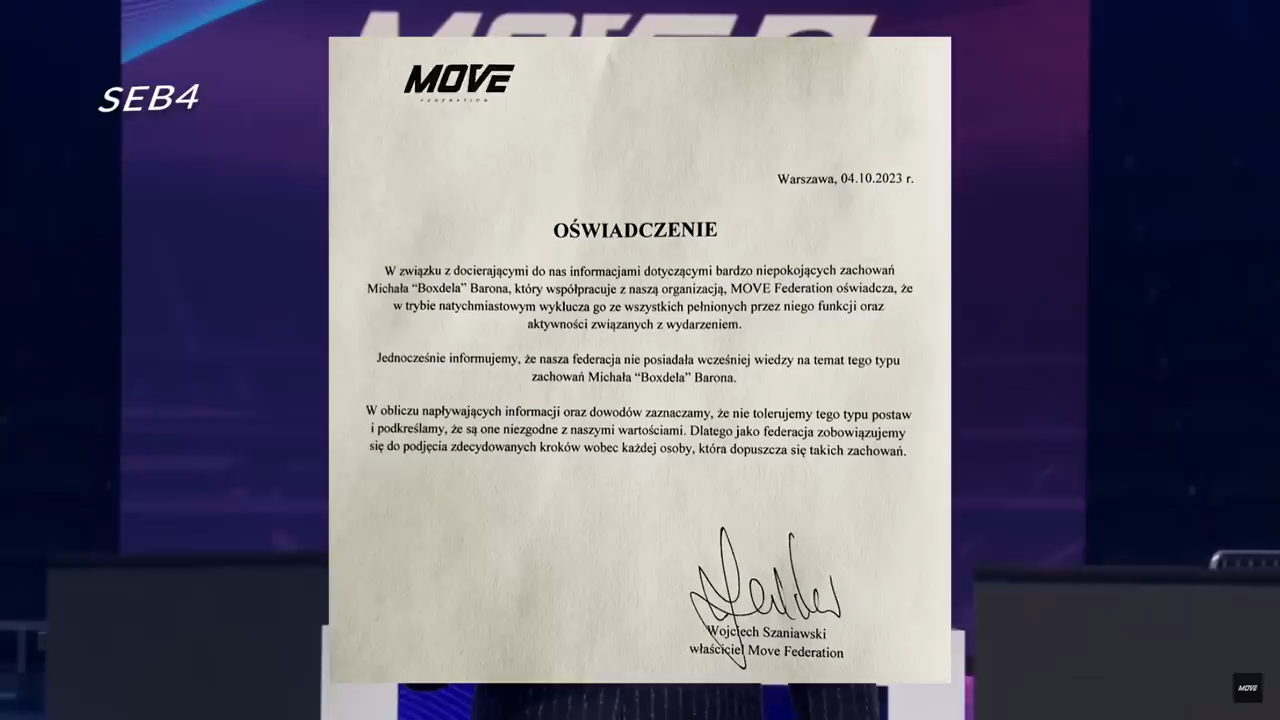 SEB4
MOVE
FEDERATION
Warszawa, 04.10.2023 r.
OŚWIADCZENIE
W związku z docierającymi do nas informacjami dotyczącymi bardzo niepokojących zachowań
Michała “Boxdela” Barona, który współpracuje z naszą organizacją, MOVE Federation oświadcza, że
w trybie natychmiastowym wyklucza go ze wszystkich pełnionych przez niego funkcji oraz
aktywności związanych z wydarzeniem.
Jednocześnie informujemy, że nasza federacja nie posiadała wcześniej wiedzy na temat tego typu
zachowań Michała “Boxdela” Barona.
W obliczu napływających informacji oraz dowodów zaznaczamy, że nie tolerujemy tego typu postaw
i podkreślamy, że są one niezgodne z naszymi wartościami. Dlatego jako federacja zobowiązujemy
się do podjęcia zdecydowanych kroków wobec każdej osoby, która dopuszcza się takich zachowań.
Wojciech Szaniawski
właściciel Move Federation
MOVE